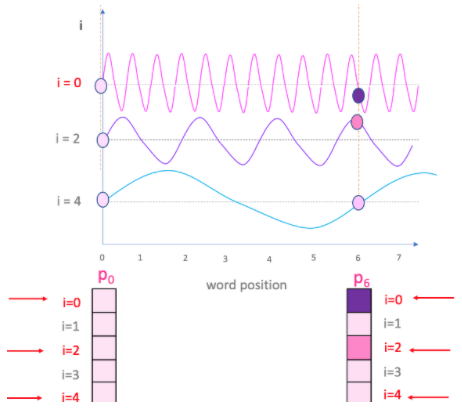 i
i = 0
i = 2
i = 4
0 1 2 3 4 5 6 7
word position
p0
p6
i=0
i=1
i=2
i=3
i=4
i=0
i=1
i=2
i=3
i=4